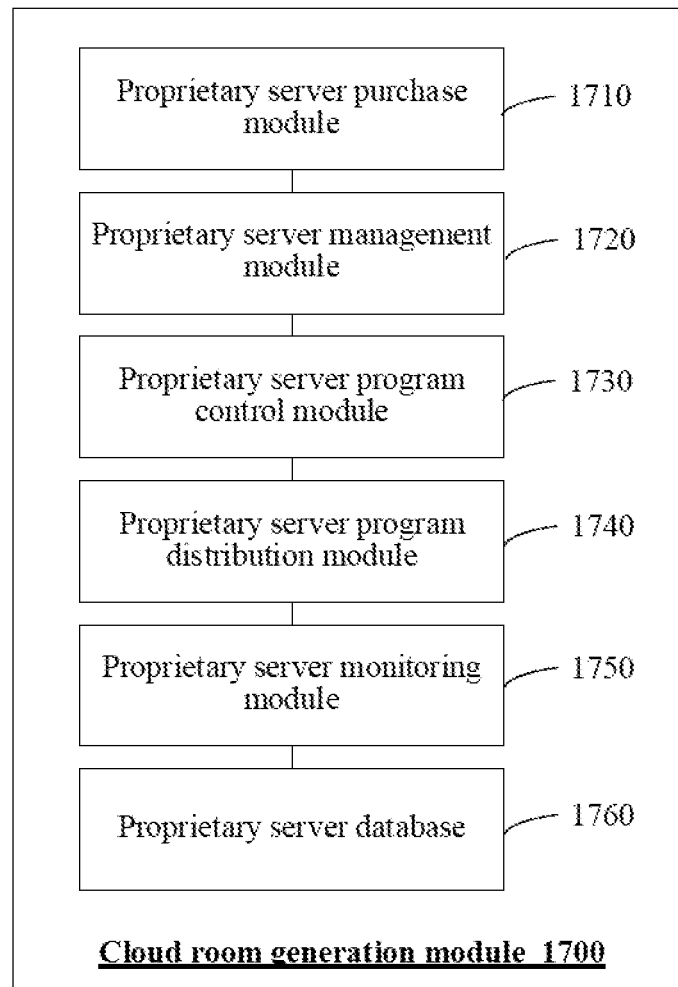 Proprietary server purchase
module
1710
Proprietary server management
module
1720
Proprietary server program
control module
1730
Proprietary server program
distribution module
1740
Proprietary server monitoring
module
1750
Proprietary server database
1760
Cloud room generation module 1700